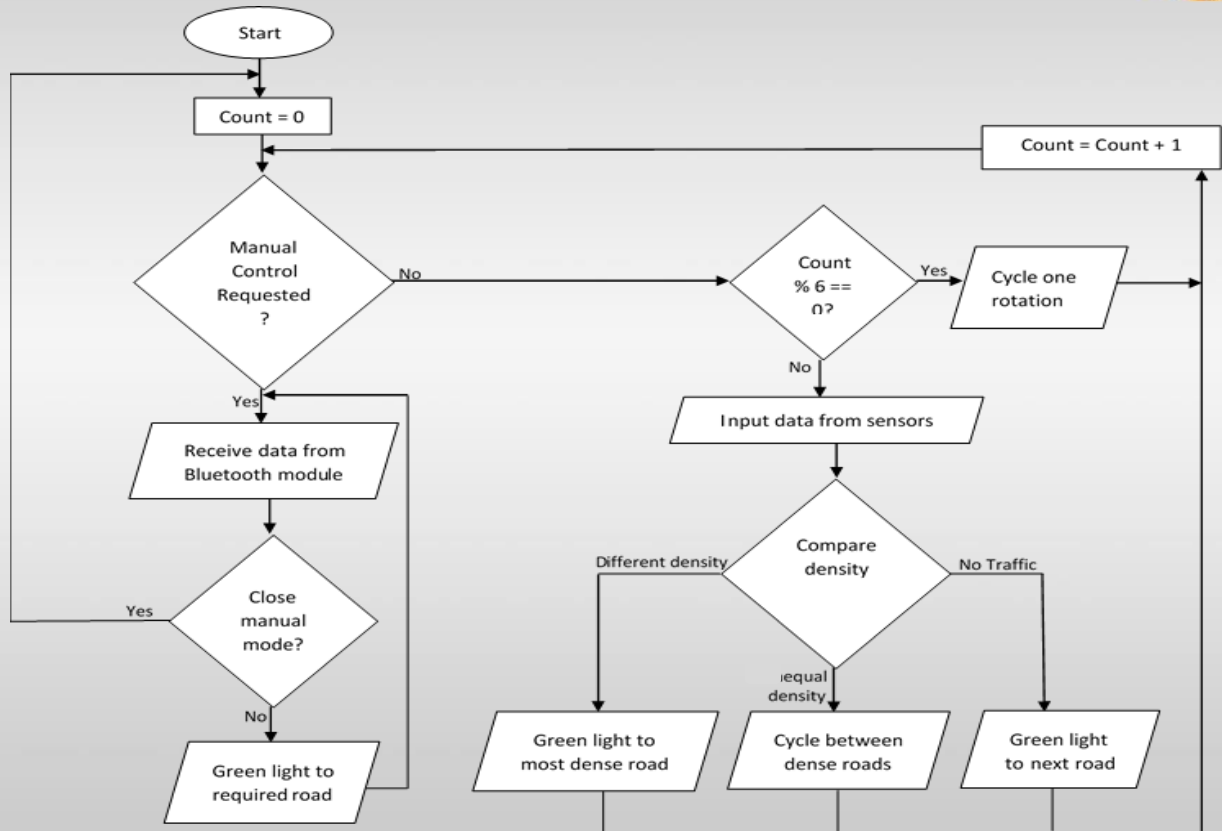 Start
Count = 0
Count = Count + 1
Manual
Control
Requested
?
No
Count
% 6 ==
0?
Yes
Cycle one
rotation
Yes
No
Receive data from
Bluetooth module
Input data from sensors
Compare
density
Different density
No Traffic
equal
density
Close
manual
mode?
Yes
No
Green light to
required road
Green light to
most dense road
Cycle between
dense roads
Green light
to next road